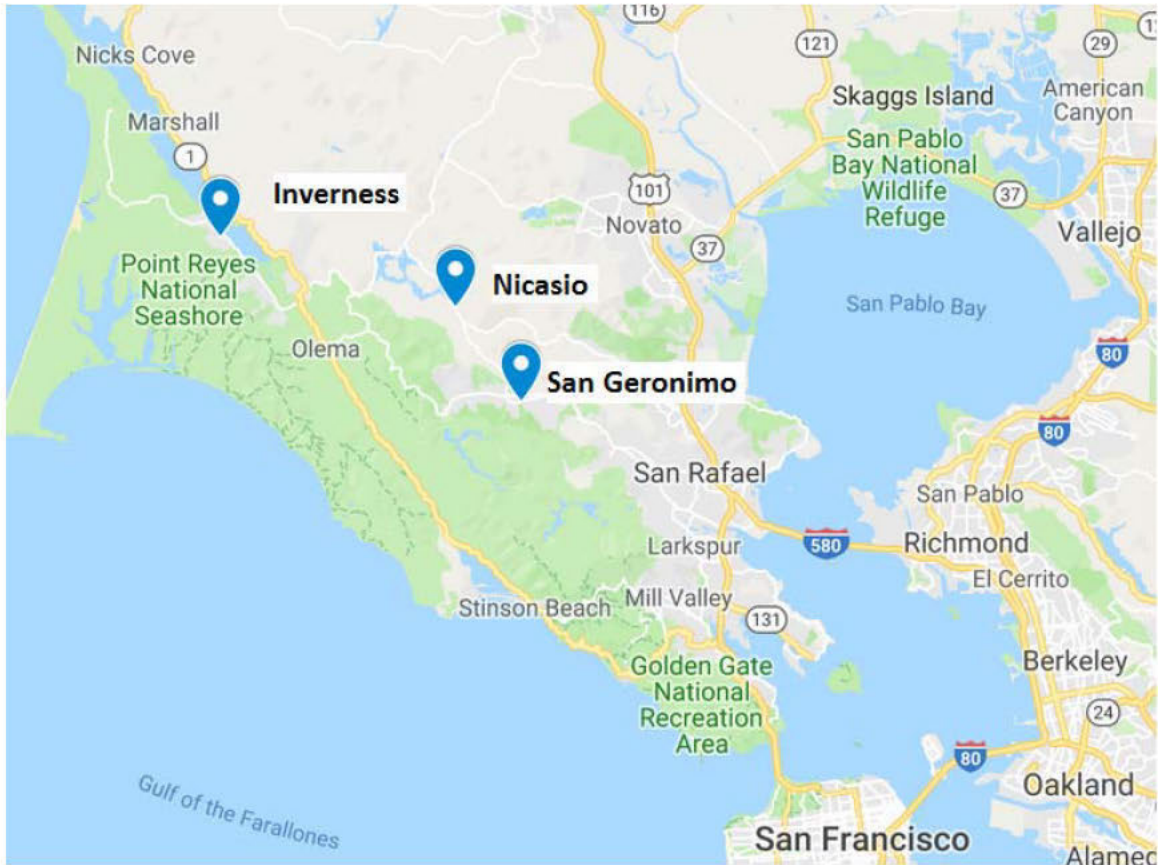 116
121
29
12
Nicks Cove
Skaggs Island
American
Canyon
Marshall
1
San Pablo
Bay National
Wildlife
Refuge
37
101
Inverness
Novato
37
Vallejo
Point Reyes
National
Seashore
Nicasio
San Pablo Bay
Olema
80
San Geronimo
80
San Rafael
San Pablo
Larkspur
580
Richmond
El Cerrito
Stinson Beach
Mill Valley
131
Golden Gate
National
Recreation
Area
Berkeley
24
80
Gulf of the Farallones
Oakland
San Francisco
Alamed